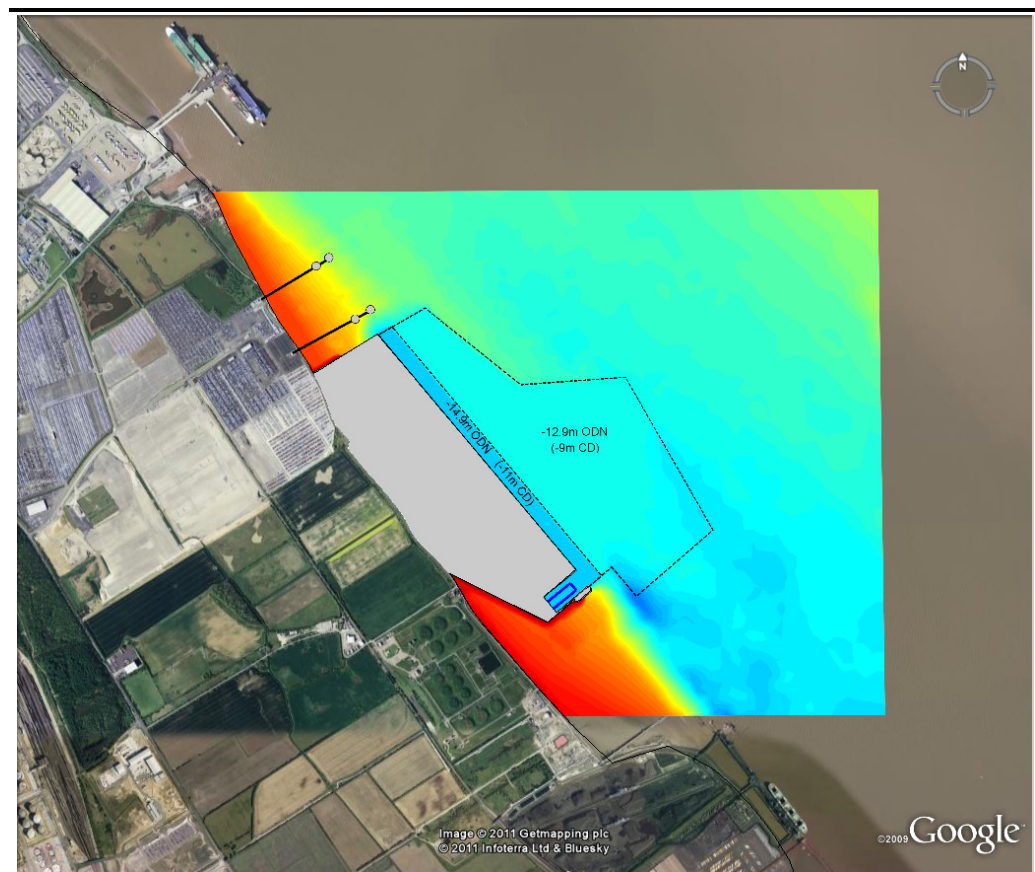 N
-14.9m ODN (-11m CD)
-12.9m ODN
(-9m CD)
Image © 2011 Getmapping plc
© 2011 Infoterra Ltd & Bluesky
©2009 Google